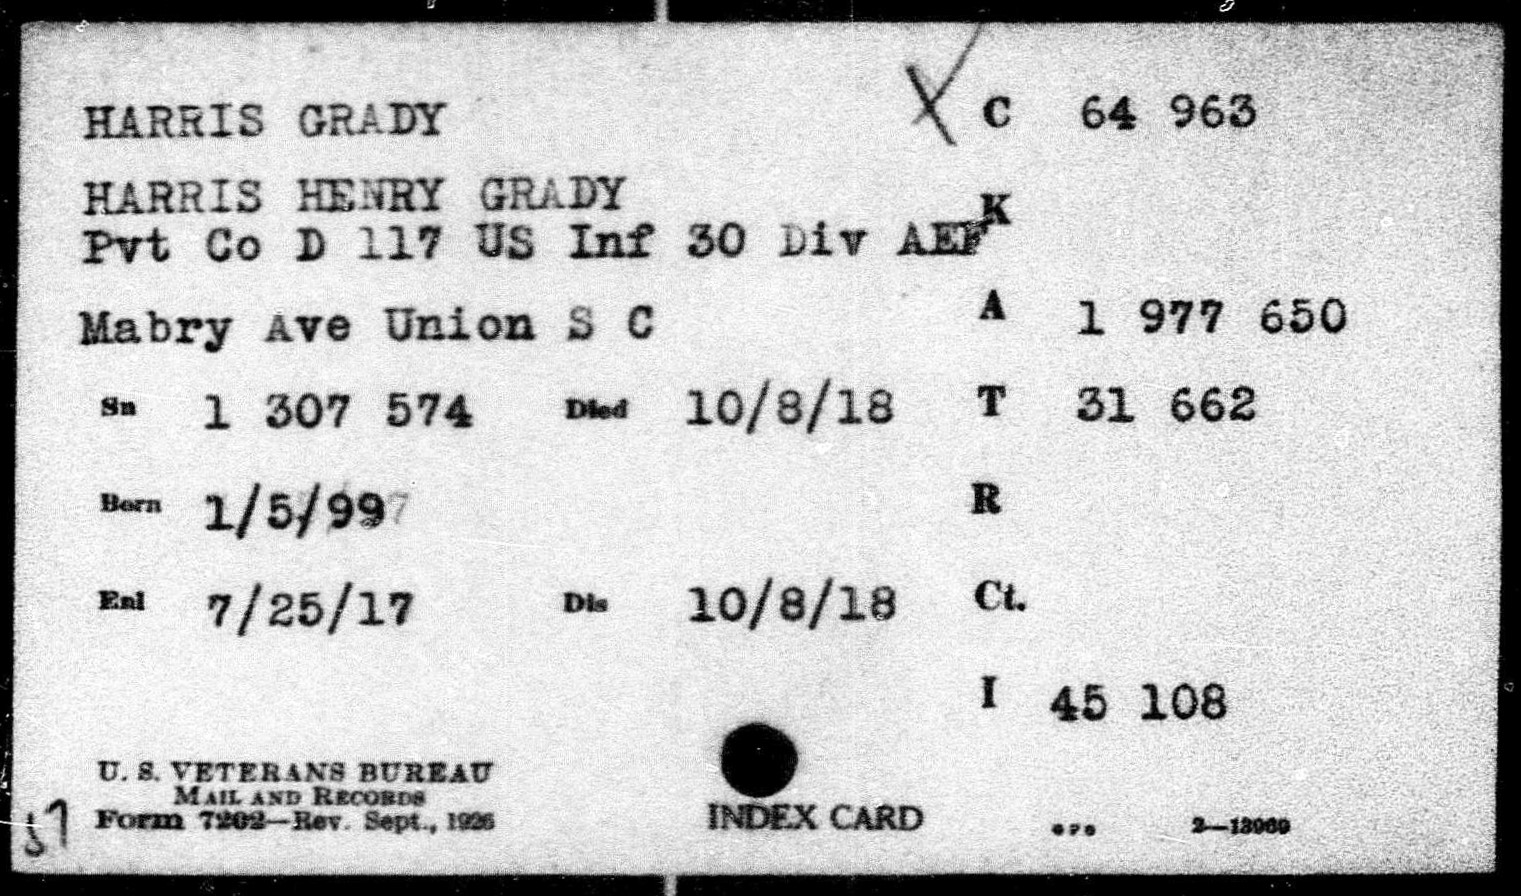 HARRIS GRADY C 64 963
HARRIS HENRY GRADY K
Pvt Co D 117 US Inf 30 Div AEF
Mabry Ave Union S C A 1 977 650
Sn 1 307 574 Died 10/8/18 T 31 662
Born 1/5/99 R
Enl 7/25/17 Dis 10/8/18 Ct.
I 45 108
U. S. VETERANS BUREAU
MAIL AND RECORDS
Form 7202—Rev. Sept., 1926 INDEX CARD 2—13969